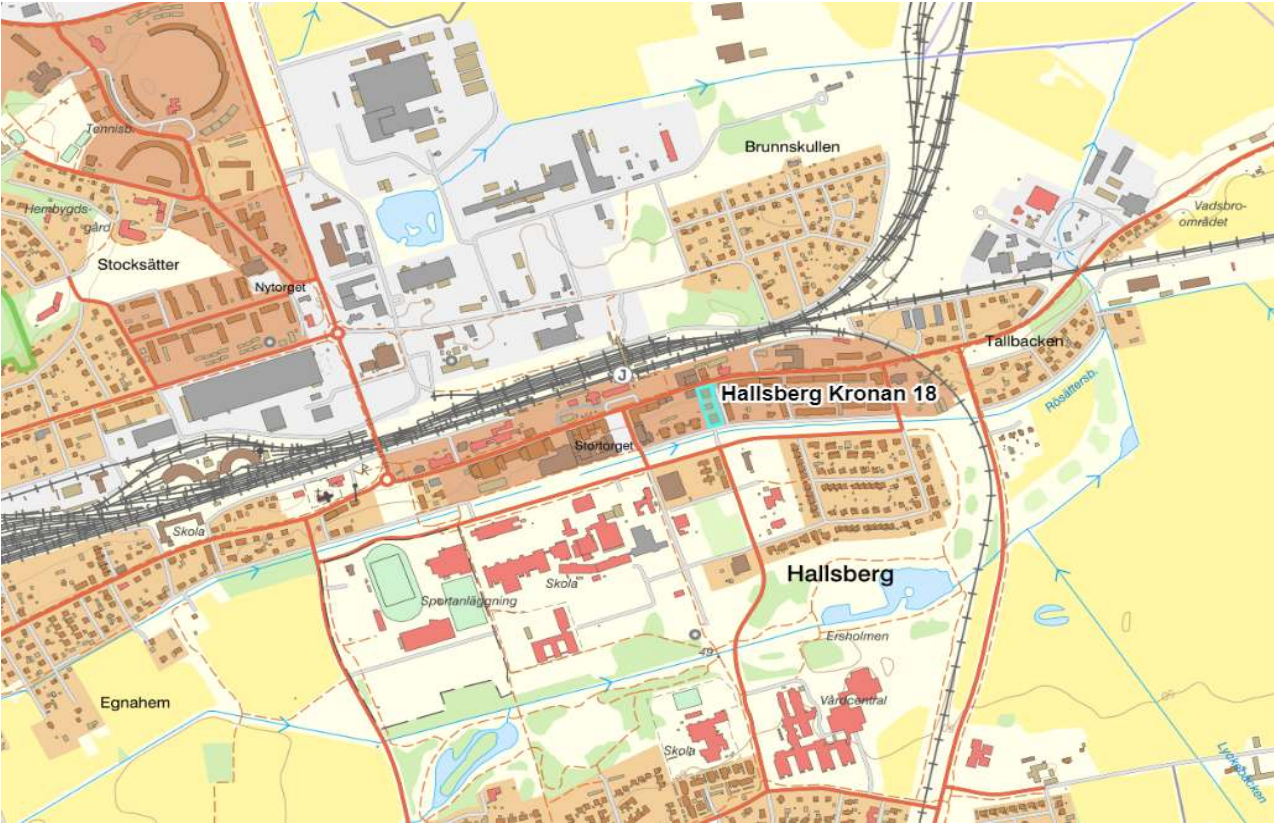 Tennisb.
Brunnskullen
Hembygds-
gård
Vadsbro-
området
Stocksätter
Nytorget
Tallbacken
J
Hallsberg Kronan 18
Rösättersb.
Stortorget
Skola
Hallsberg
Skola
Sportanläggning
Ersholmen
49
Egnahem
Vårdcentral
Skola
Lyckebäcken